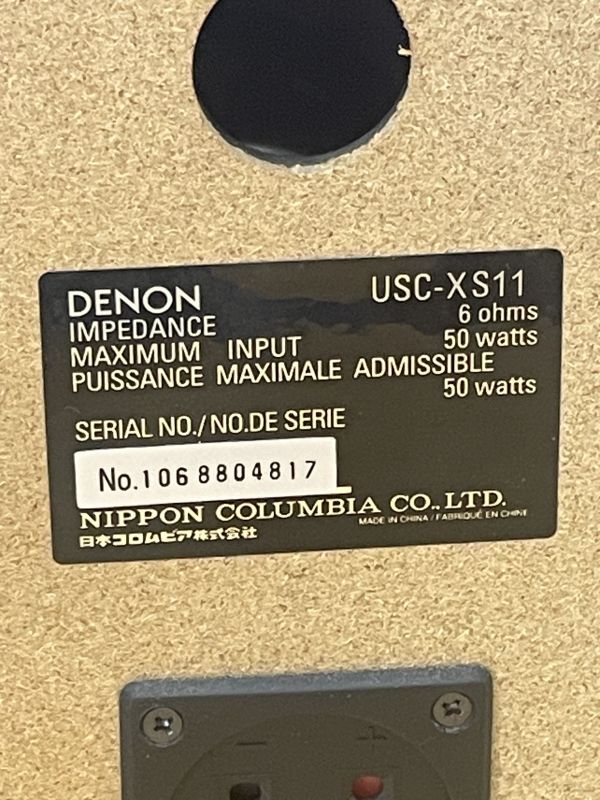 DENON USC-XS11
IMPEDANCE 6 ohms
MAXIMUM INPUT 50 watts
PUISSANCE MAXIMALE ADMISSIBLE
50 watts
SERIAL NO./NO.DE SERIE
No.1068804817
NIPPON COLUMBIA CO.,LTD.
MADE IN CHINA / FABRIQUÉ EN CHINE
日本コロムビア株式会社